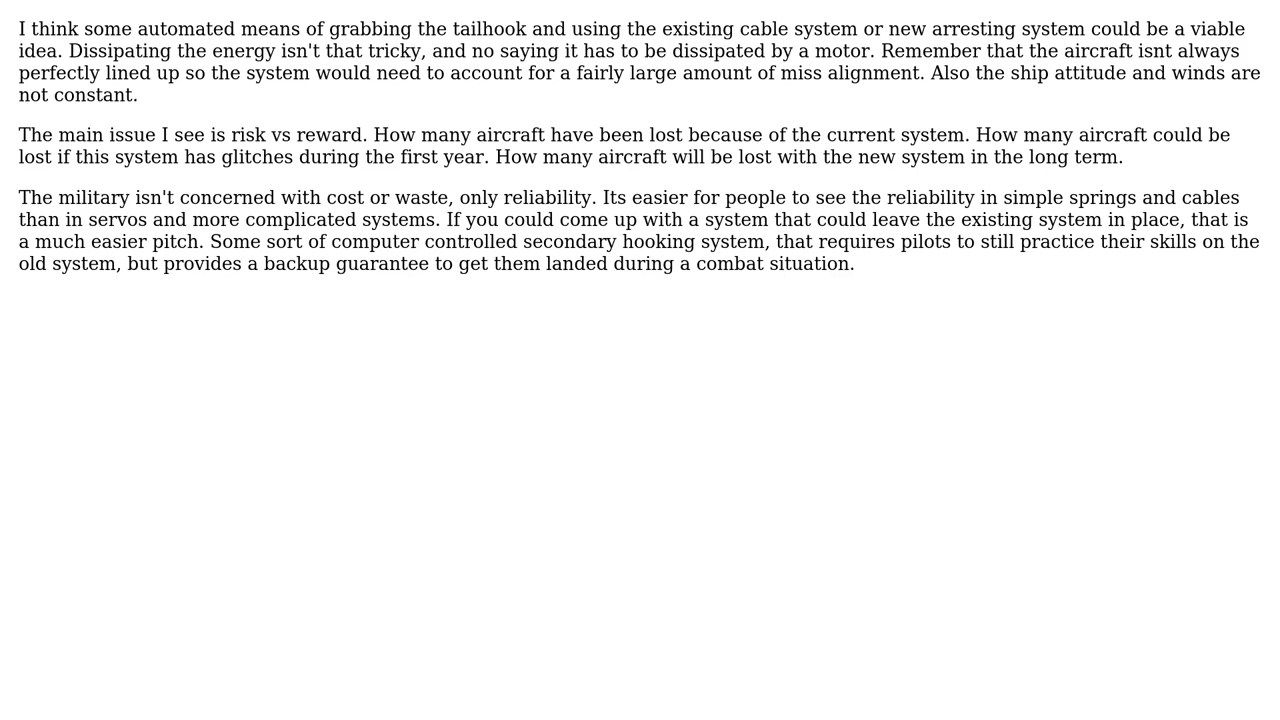 I think some automated means of grabbing the tailhook and using the existing cable system or new arresting system could be a viable
idea. Dissipating the energy isn't that tricky, and no saying it has to be dissipated by a motor. Remember that the aircraft isnt always
perfectly lined up so the system would need to account for a fairly large amount of miss alignment. Also the ship attitude and winds are
not constant.
The main issue I see is risk vs reward. How many aircraft have been lost because of the current system. How many aircraft could be
lost if this system has glitches during the first year. How many aircraft will be lost with the new system in the long term.
The military isn't concerned with cost or waste, only reliability. Its easier for people to see the reliability in simple springs and cables
than in servos and more complicated systems. If you could come up with a system that could leave the existing system in place, that is
a much easier pitch. Some sort of computer controlled secondary hooking system, that requires pilots to still practice their skills on the
old system, but provides a backup guarantee to get them landed during a combat situation.